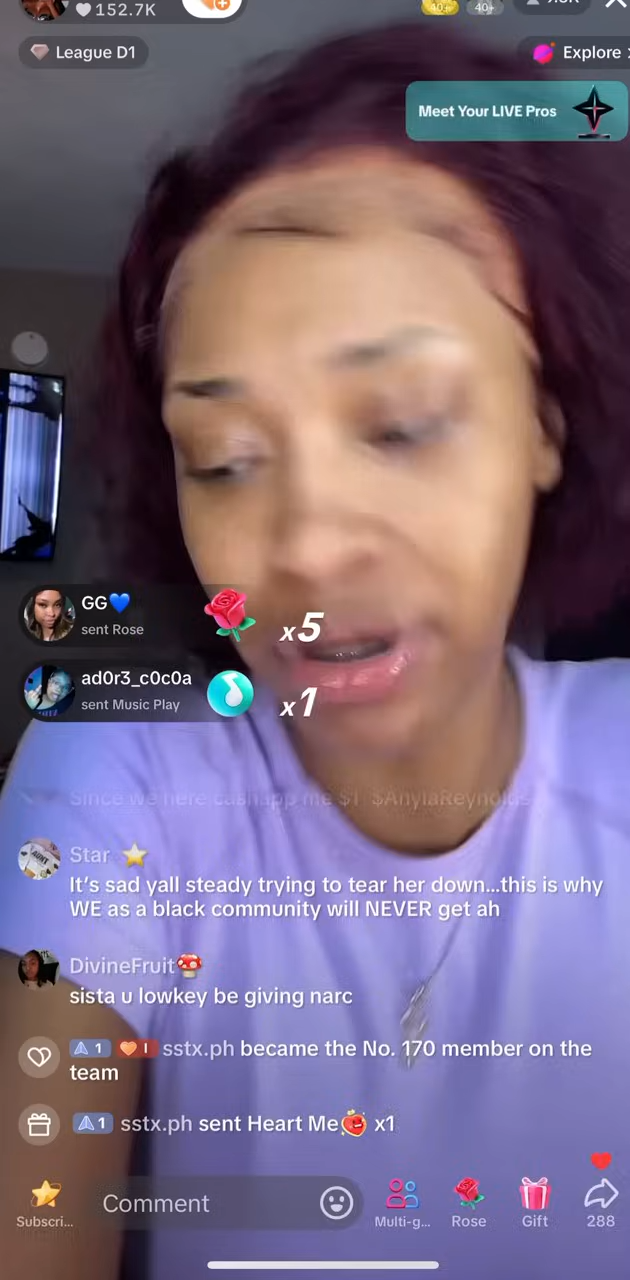 152.7K
40+
40+
League D1
Explore
Meet Your LIVE Pros
GG💙
sent Rose
x5
ad0r3_c0c0a
sent Music Play
x1
Since we here cashapp me $1 $AnylaReynolds
Star ⭐
It's sad yall steady trying to tear her down...this is why
WE as a black community will NEVER get ah
DivineFruit🍄
sista u lowkey be giving narc
1 I sstx.ph became the No. 170 member on the
team
1 sstx.ph sent Heart Me x1
Comment
Subscri... Multi-g... Rose Gift 288